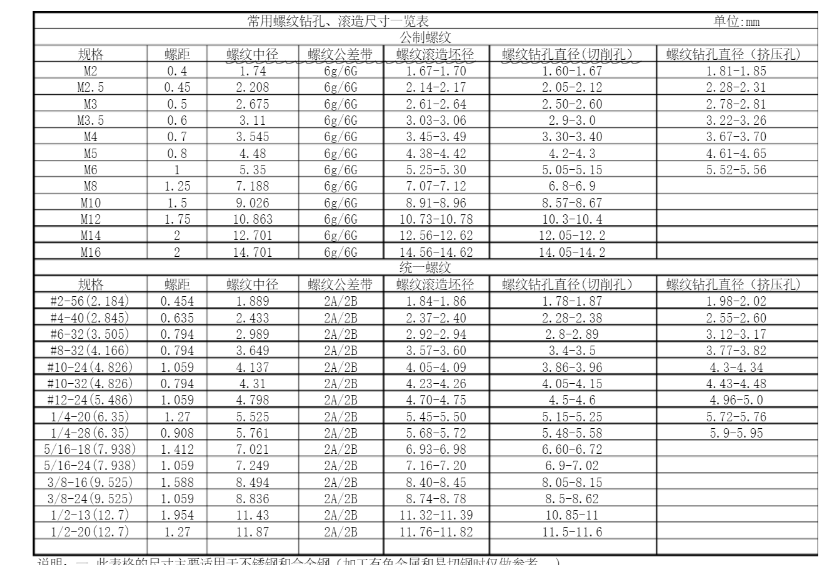 常用螺纹钻孔、滚造尺寸一览表 单位:mm
公制螺纹
规格 螺距 螺纹中径 螺纹公差带 螺纹滚造坯径 螺纹钻孔直径(切削孔) 螺纹钻孔直径（挤压孔)
M2 0.4 1.74 6g/6G 1.67-1.70 1.60-1.67 1.81-1.85
M2.5 0.45 2.208 6g/6G 2.14-2.17 2.05-2.12 2.28-2.31
M3 0.5 2.675 6g/6G 2.61-2.64 2.50-2.60 2.78-2.81
M3.5 0.6 3.11 6g/6G 3.03-3.06 2.9-3.0 3.22-3.26
M4 0.7 3.545 6g/6G 3.45-3.49 3.30-3.40 3.67-3.70
M5 0.8 4.48 6g/6G 4.38-4.42 4.2-4.3 4.61-4.65
M6 1 5.35 6g/6G 5.25-5.30 5.05-5.15 5.52-5.56
M8 1.25 7.188 6g/6G 7.07-7.12 6.8-6.9
M10 1.5 9.026 6g/6G 8.91-8.96 8.57-8.67
M12 1.75 10.863 6g/6G 10.73-10.78 10.3-10.4
M14 2 12.701 6g/6G 12.56-12.62 12.05-12.2
M16 2 14.701 6g/6G 14.56-14.62 14.05-14.2
统一螺纹
规格 螺距 螺纹中径 螺纹公差带 螺纹滚造坯径 螺纹钻孔直径(切削孔) 螺纹钻孔直径（挤压孔)
#2-56(2.184) 0.454 1.889 2A/2B 1.84-1.86 1.78-1.87 1.98-2.02
#4-40(2.845) 0.635 2.433 2A/2B 2.37-2.40 2.28-2.38 2.55-2.60
#6-32(3.505) 0.794 2.989 2A/2B 2.92-2.94 2.8-2.89 3.12-3.17
#8-32(4.166) 0.794 3.649 2A/2B 3.57-3.60 3.4-3.5 3.77-3.82
#10-24(4.826) 1.059 4.137 2A/2B 4.05-4.09 3.86-3.96 4.3-4.34
#10-32(4.826) 0.794 4.31 2A/2B 4.23-4.26 4.05-4.15 4.43-4.48
#12-24(5.486) 1.059 4.798 2A/2B 4.70-4.75 4.5-4.6 4.96-5.0
1/4-20(6.35) 1.27 5.525 2A/2B 5.45-5.50 5.15-5.25 5.72-5.76
1/4-28(6.35) 0.908 5.761 2A/2B 5.68-5.72 5.48-5.58 5.9-5.95
5/16-18(7.938) 1.412 7.021 2A/2B 6.93-6.98 6.60-6.72
5/16-24(7.938) 1.059 7.249 2A/2B 7.16-7.20 6.9-7.02
3/8-16(9.525) 1.588 8.494 2A/2B 8.40-8.45 8.05-8.15
3/8-24(9.525) 1.059 8.836 2A/2B 8.74-8.78 8.5-8.62
1/2-13(12.7) 1.954 11.43 2A/2B 11.32-11.39 10.85-11
1/2-20(12.7) 1.27 11.87 2A/2B 11.76-11.82 11.5-11.6
说明: 一 此表格的尺寸主要适用于不锈钢和合金钢（加工有色金属和易切钢时仅做参考 )